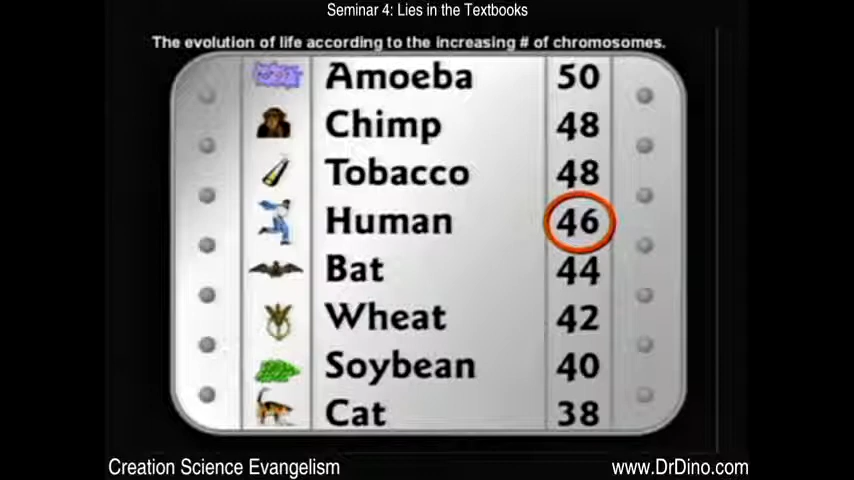 Seminar 4: Lies in the Textbooks
The evolution of life according to the increasing # of chromosomes.
Amoeba 50
Chimp 48
Tobacco 48
Human 46
Bat 44
Wheat 42
Soybean 40
Cat 38
Creation Science Evangelism www.DrDino.com